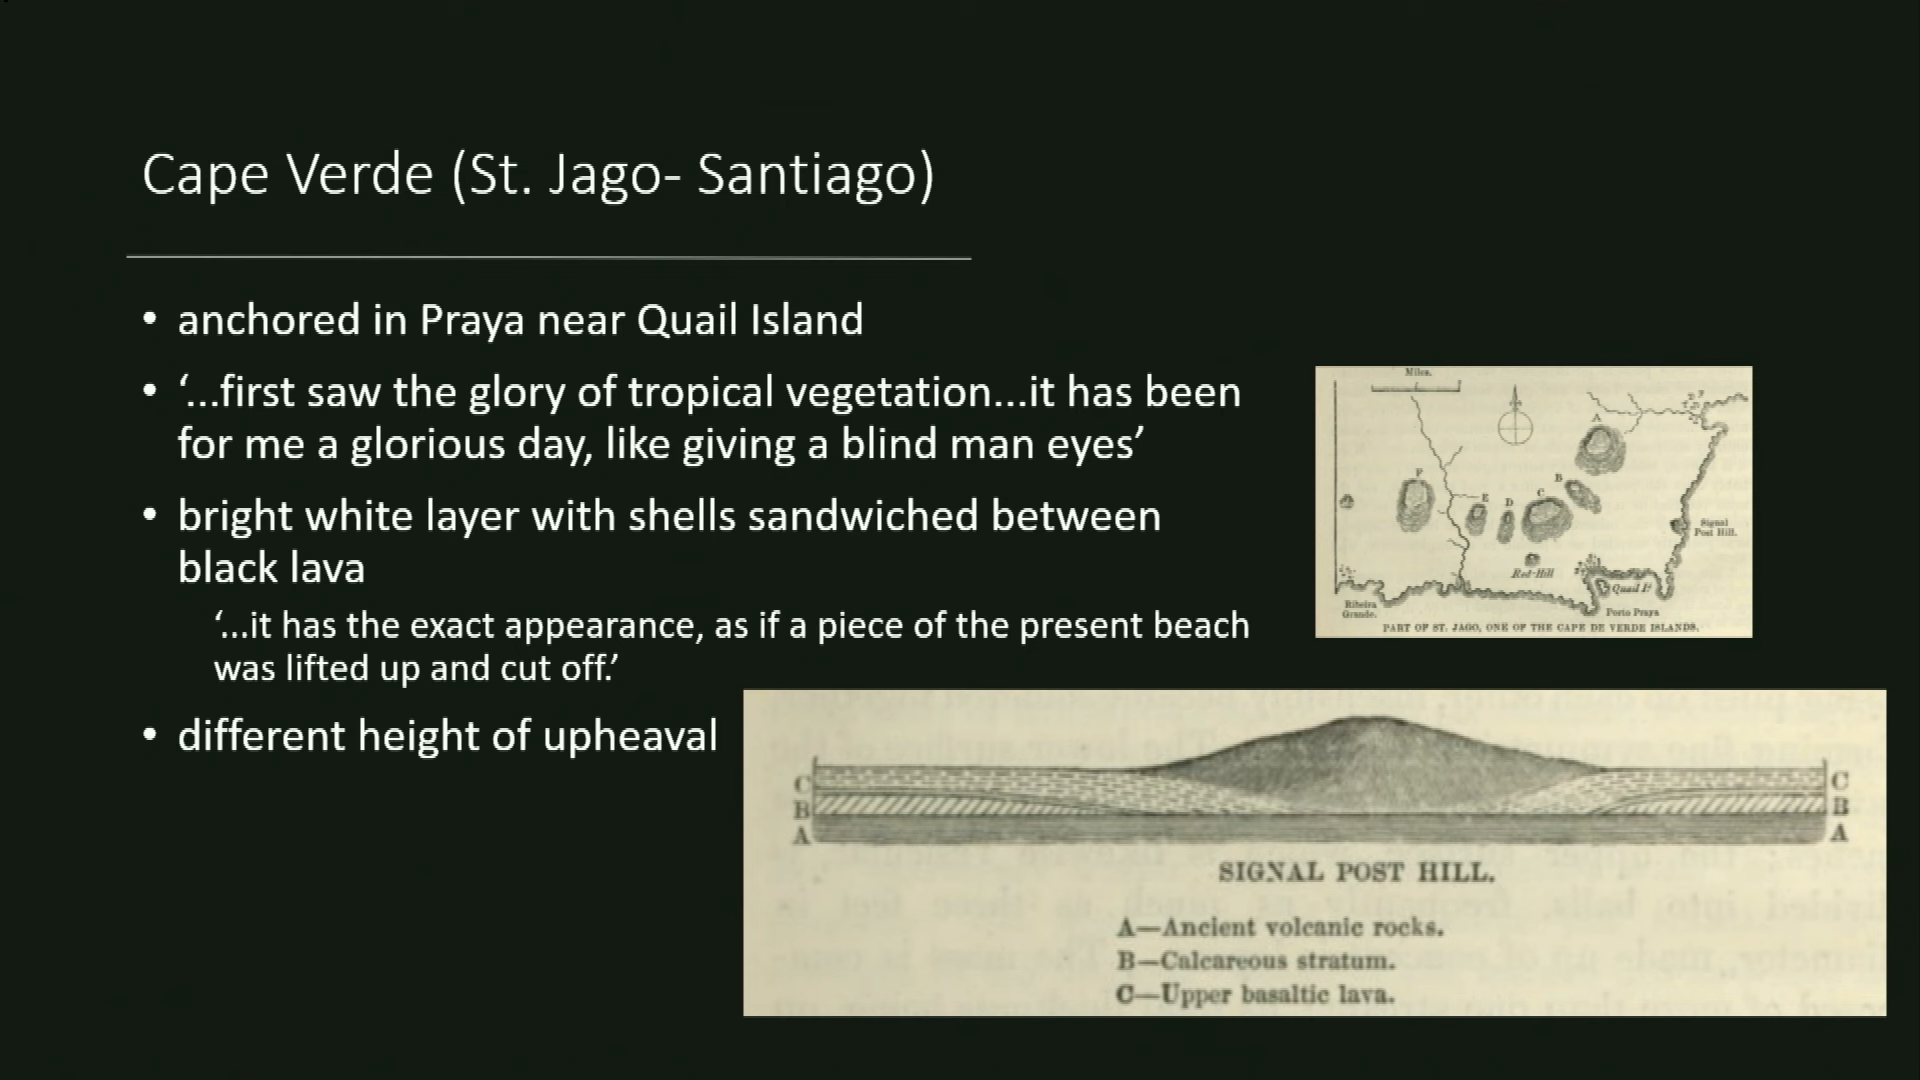 Cape Verde (St. Jago- Santiago)
• anchored in Praya near Quail Island
• ‘...first saw the glory of tropical vegetation...it has been
for me a glorious day, like giving a blind man eyes’
• bright white layer with shells sandwiched between
black lava
‘...it has the exact appearance, as if a piece of the present beach
was lifted up and cut off.’
• different height of upheaval
Miles.
A
B
C
D
E
F
Signal
Post Hill.
Red Hill
Quail Id.
Ribeira
Grande.
Porto Praya
PART OF ST. JAGO, ONE OF THE CAPE DE VERDE ISLANDS.
C
B
A
C
B
A
SIGNAL POST HILL.
A—Ancient volcanic rocks.
B—Calcareous stratum.
C—Upper basaltic lava.